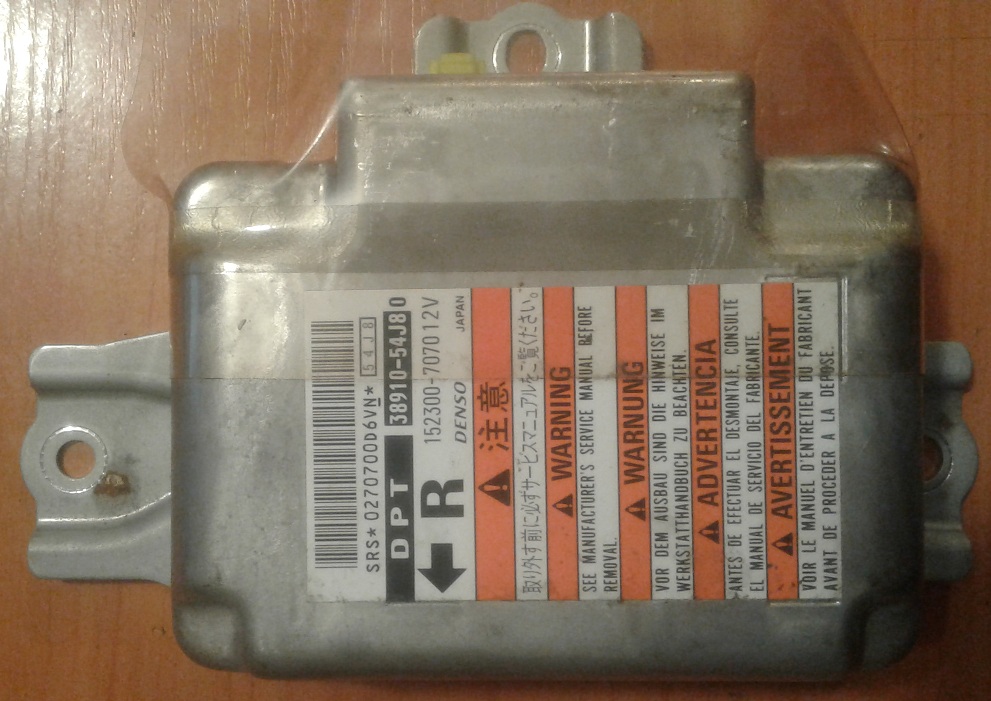 SRS*0270700D6VN* 54J8
DPT 38910-54J80
R 152300-7070 12V
DENSO JAPAN
注意
取り外す前に必ずサービスマニュアルをご覧ください。
WARNING
SEE MANUFACTURER'S SERVICE MANUAL BEFORE
REMOVAL.
WARNUNG
VOR DEM AUSBAU SIND DIE HINWEISE IM
WERKSTATTHANDBUCH ZU BEACHTEN.
ADVERTENCIA
ANTES DE EFECTUAR EL DESMONTAJE, CONSULTE
EL MANUAL DE SERVICIO DEL FABRICANTE.
AVERTISSEMENT
VOIR LE MANUEL D'ENTRETIEN DU FABRICANT
AVANT DE PROCEDER A LA DEPOSE.